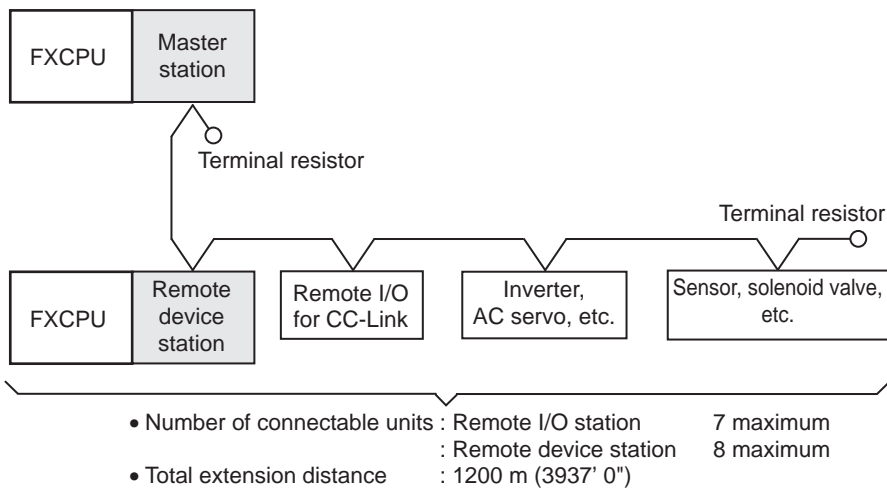 FXCPU
Master
station
Terminal resistor
Terminal resistor
FXCPU
Remote
device
station
Remote I/O
for CC-Link
Inverter,
AC servo, etc.
Sensor, solenoid valve,
etc.
• Number of connectable units : Remote I/O station 7 maximum
: Remote device station 8 maximum
• Total extension distance : 1200 m (3937' 0")